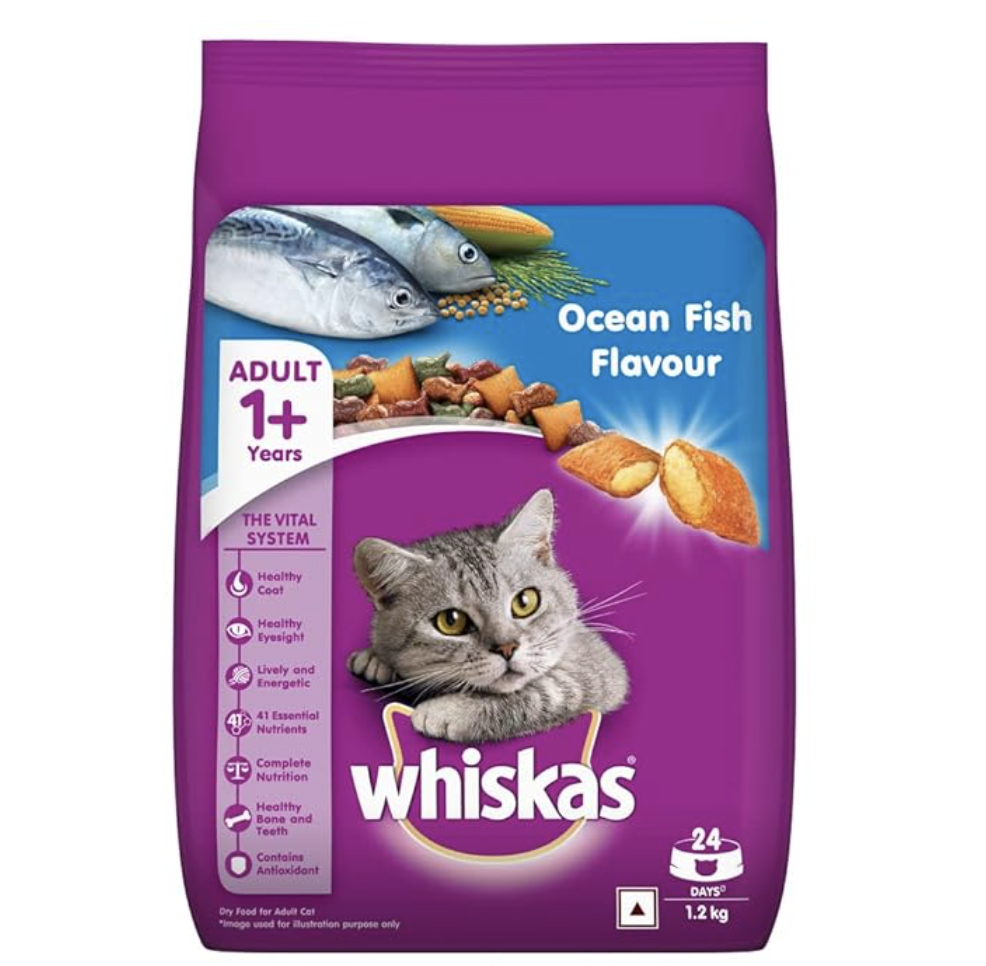 Ocean Fish
Flavour
ADULT
1+
Years
THE VITAL
SYSTEM
Healthy
Coat
Healthy
Eyesight
Lively and
Energetic
41
41 Essential
Nutrients
Complete
Nutrition
Healthy
Bone and
Teeth
Contains
Antioxidant
whiskas®
24
DAYS
1.2 kg
Dry Food for Adult Cat
*Image used for illustration purpose only